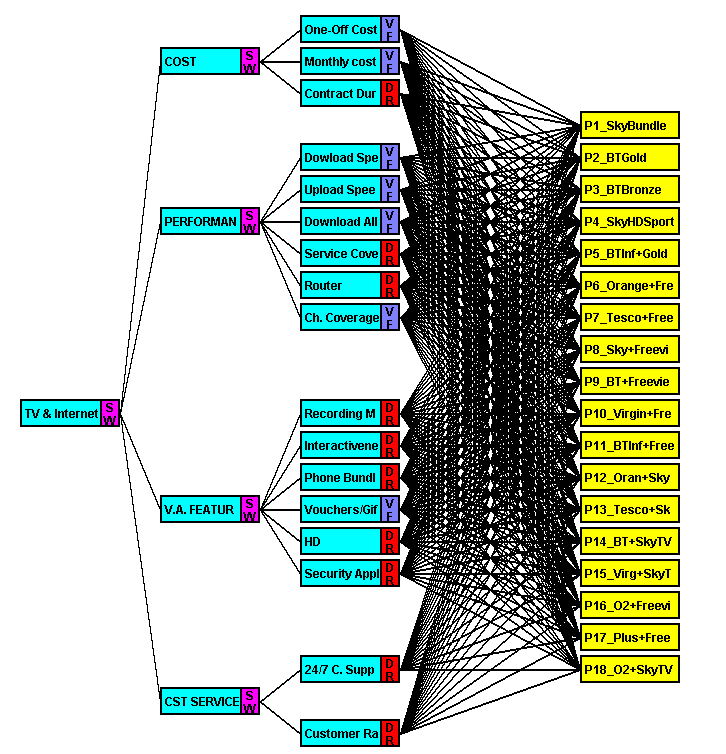 TV & Internet SW
COST SW
PERFORMAN SW
V.A. FEATUR SW
CST SERVICE SW
One-Off Cost VF
Monthly cost VF
Contract Dur DR
Dowload Spe VF
Upload Spee VF
Download All VF
Service Cove DR
Router DR
Ch. Coverage VF
Recording M DR
Interactivene DR
Phone Bundl DR
Vouchers/Gif VF
HD DR
Security Appl DR
24/7 C. Supp DR
Customer Ra DR
P1_SkyBundle
P2_BTGold
P3_BTBronze
P4_SkyHDSport
P5_BTInf+Gold
P6_Orange+Fre
P7_Tesco+Free
P8_Sky+Freevi
P9_BT+Freevie
P10_Virgin+Fre
P11_BTInf+Free
P12_Oran+Sky
P13_Tesco+Sk
P14_BT+SkyTV
P15_Virg+SkyT
P16_O2+Freevi
P17_Plus+Free
P18_O2+SkyTV